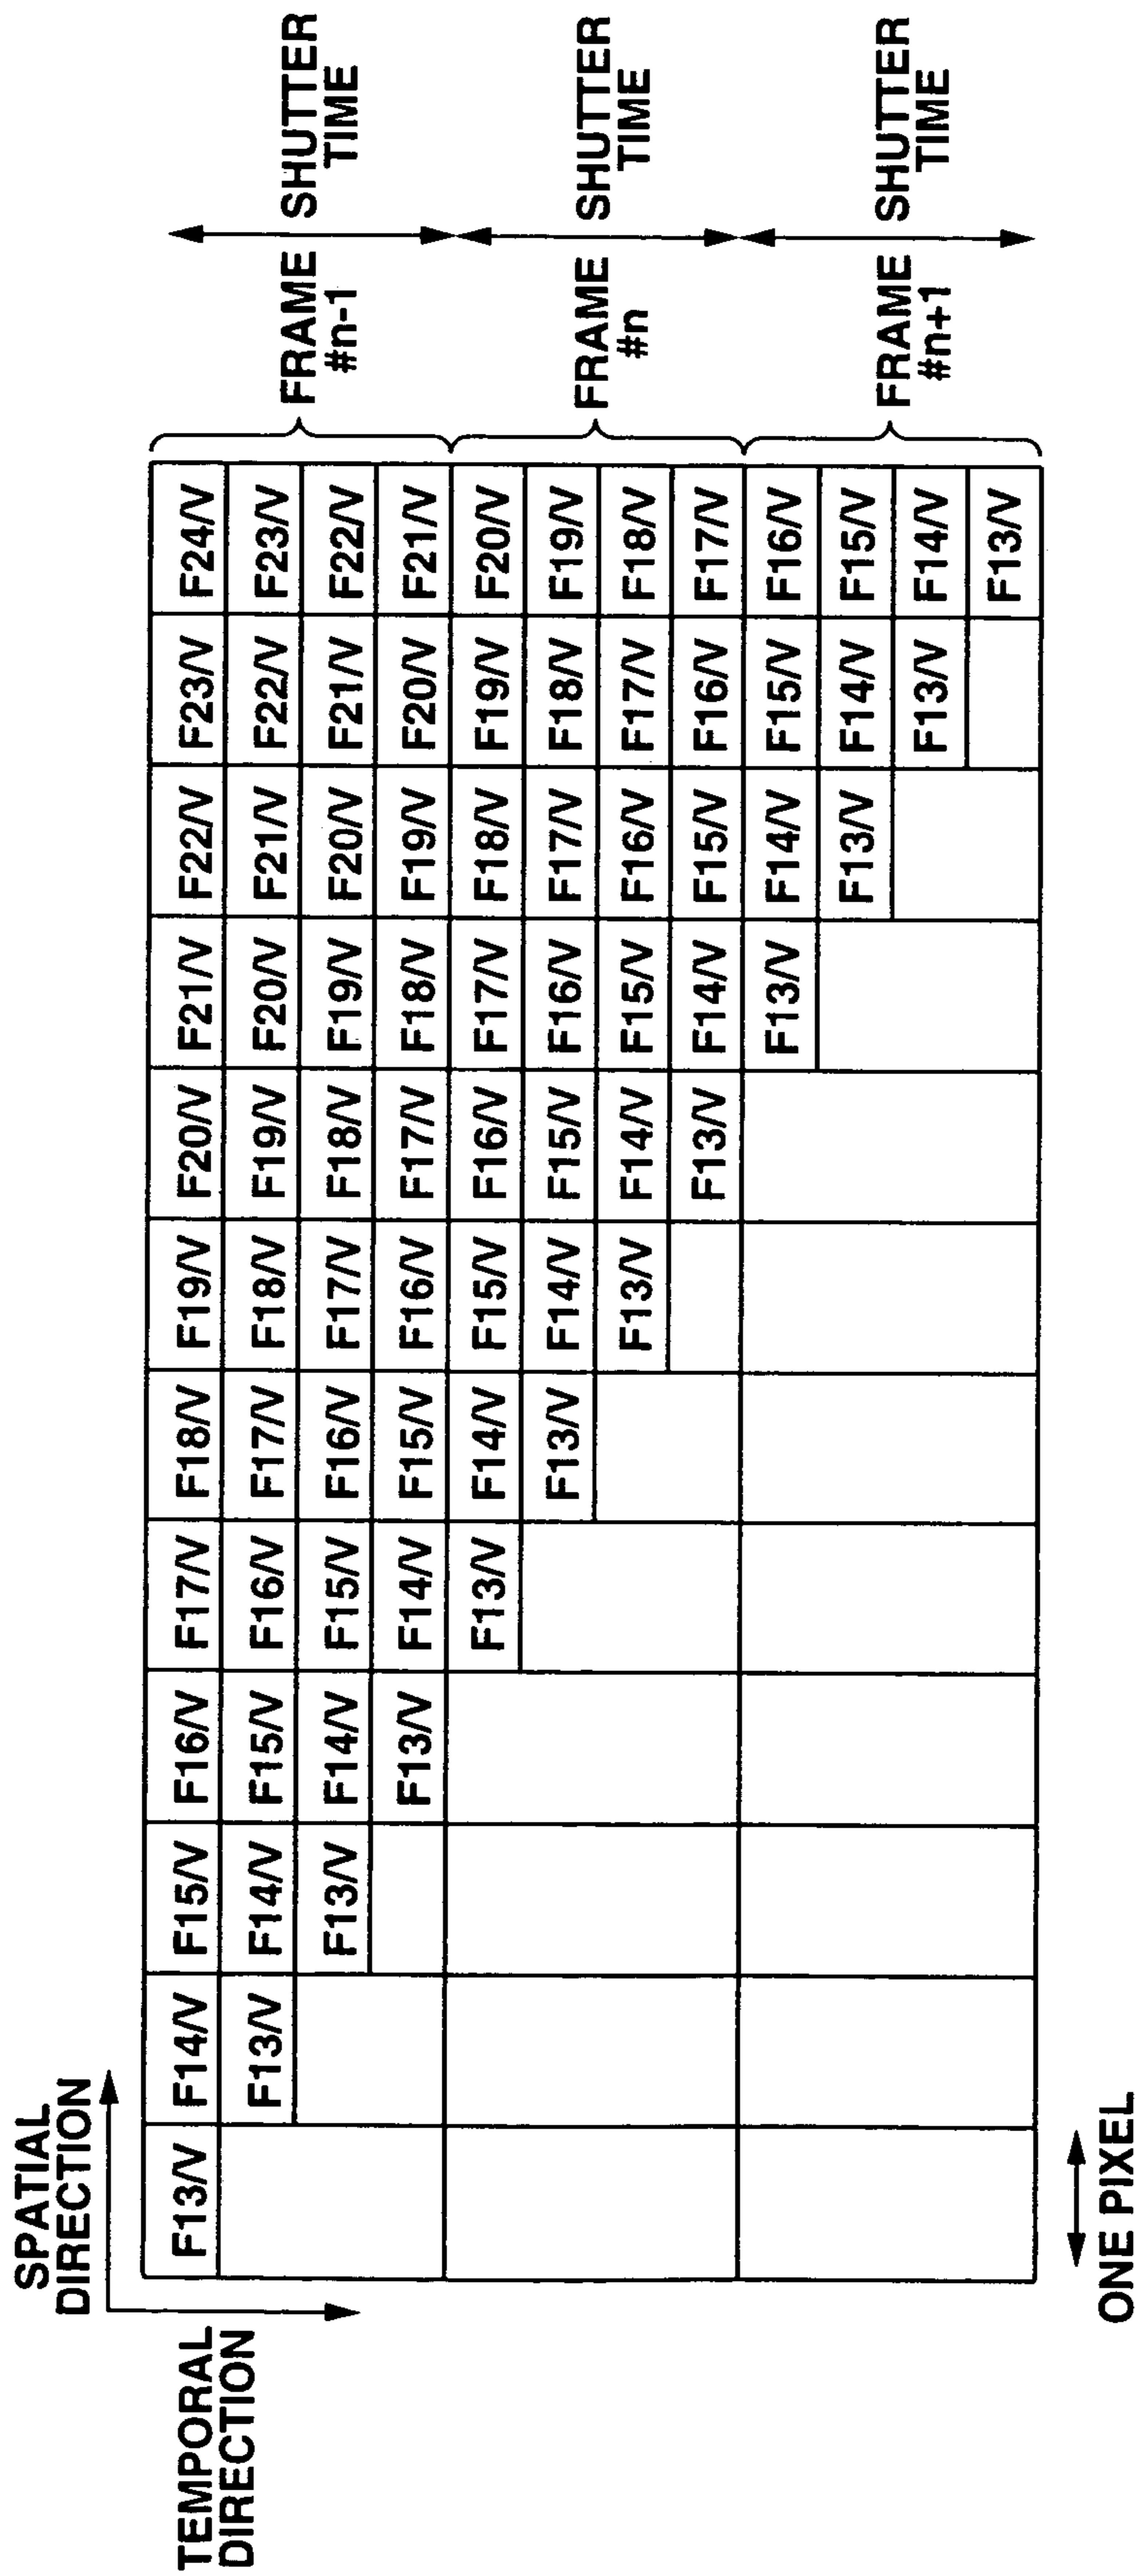 SPATIAL
DIRECTION
TEMPORAL
DIRECTION
F13/V F14/V F15/V F16/V F17/V F18/V F19/V F20/V F21/V F22/V F23/V F24/V
F13/V F14/V F15/V F16/V F17/V F18/V F19/V F20/V F21/V F22/V F23/V
F13/V F14/V F15/V F16/V F17/V F18/V F19/V F20/V F21/V F22/V
F13/V F14/V F15/V F16/V F17/V F18/V F19/V F20/V F21/V
FRAME
#n-1
SHUTTER
TIME
F13/V F14/V F15/V F16/V F17/V F18/V F19/V F20/V
F13/V F14/V F15/V F16/V F17/V F18/V F19/V
F13/V F14/V F15/V F16/V F17/V F18/V
F13/V F14/V F15/V F16/V F17/V
FRAME
#n
SHUTTER
TIME
F13/V F14/V F15/V F16/V
F13/V F14/V F15/V
F13/V F14/V
F13/V
FRAME
#n+1
SHUTTER
TIME
ONE PIXEL